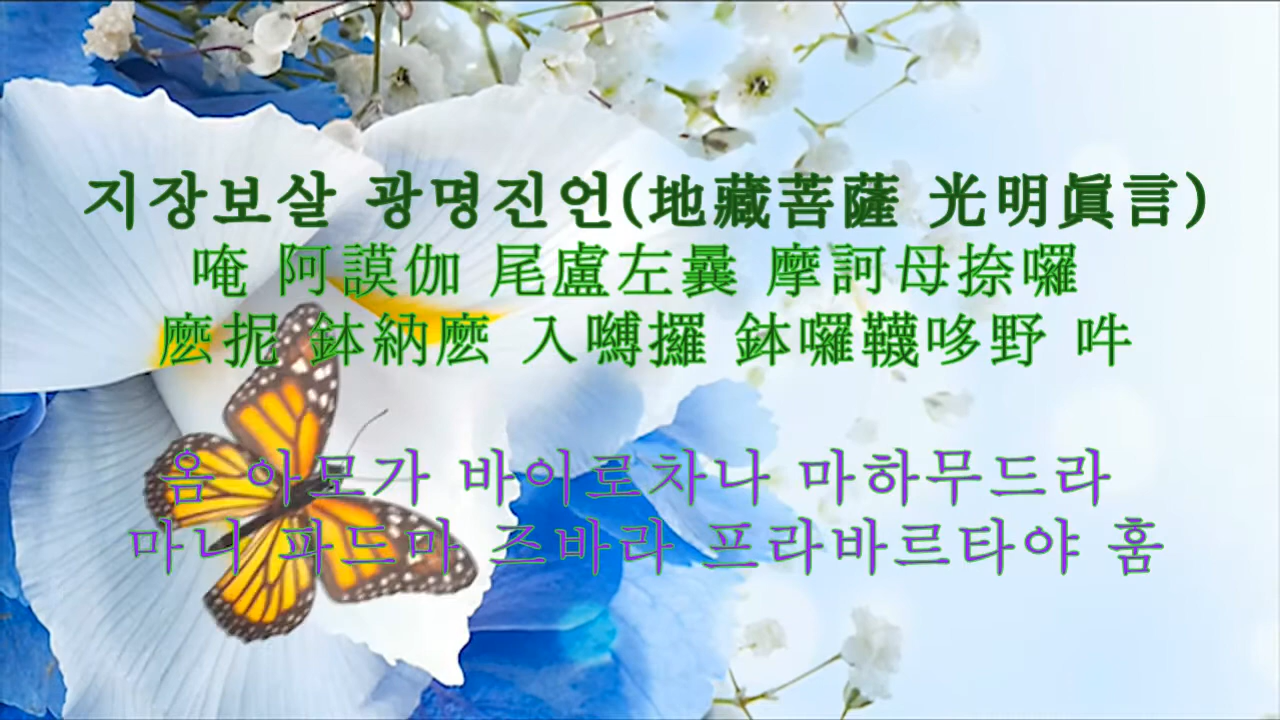 지장보살 광명진언(地藏菩薩 光明眞言)
唵 阿謨伽 尾盧左曩 摩訶母捺囉
麽抳 鉢納麽 入嚩攞 鉢囉韈哆野 吽
옴 아모가 바이로차나 마하무드라
마니 파드마 즈바라 프라바르타야 훔